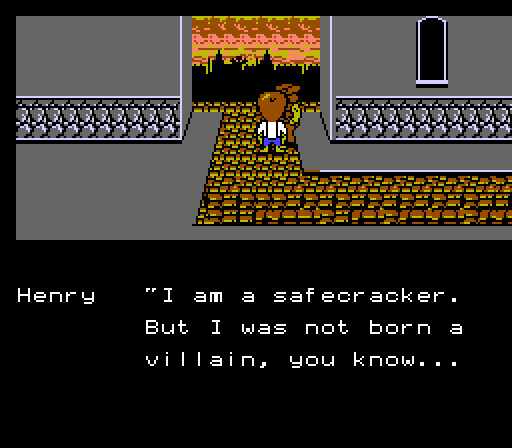 Henry "I am a safecracker.
But I was not born a
villain, you know...